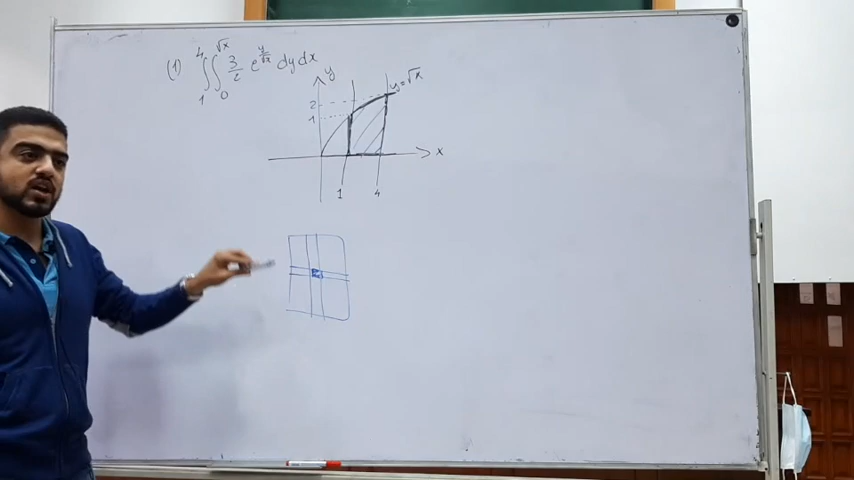 (1) ∫₁⁴ ∫₀^√x 3/2 e^(y/√x) dy dx
y
y=√x
2
1
x
1 4